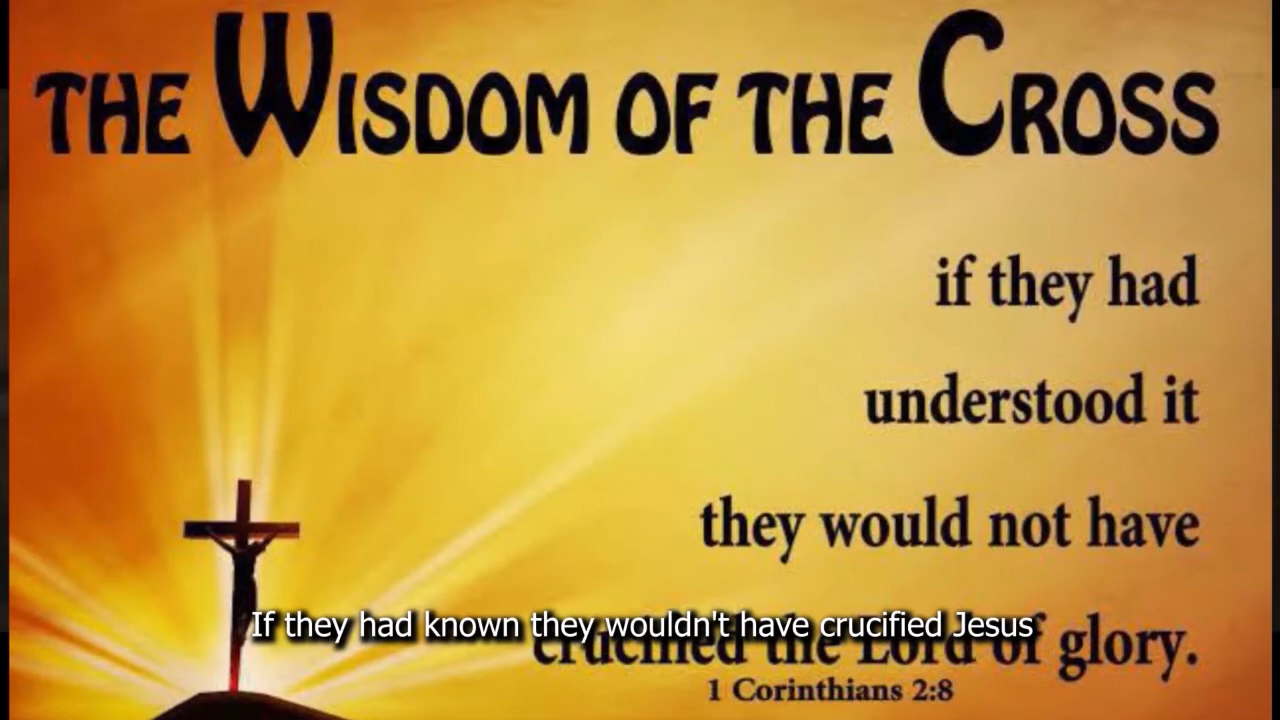 THE WISDOM OF THE CROSS
if they had
understood it
they would not have
crucified the Lord of glory.
If they had known they wouldn't have crucified Jesus
1 Corinthians 2:8